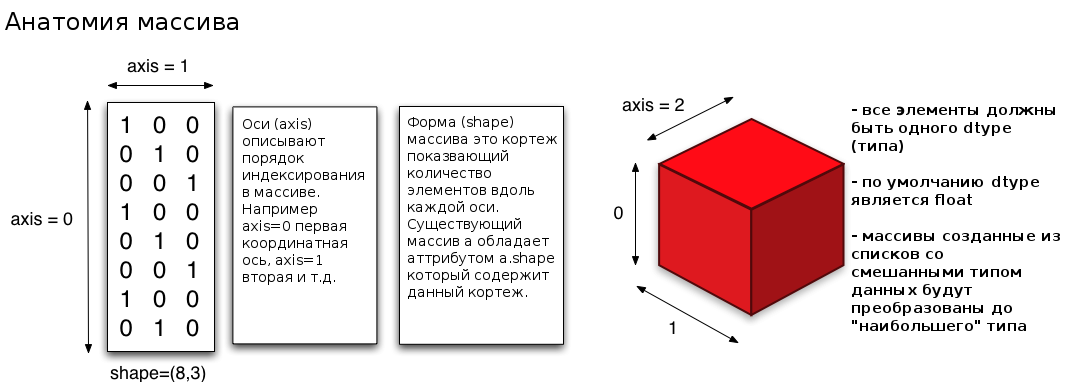 Анатомия массива
axis = 1
axis = 0
1 0 0
0 1 0
0 0 1
1 0 0
0 1 0
0 0 1
1 0 0
0 1 0
shape=(8,3)
Оси (axis)
описывают
порядок
индексирования
в массиве.
Например
axis=0 первая
координатная
ось, axis=1
вторая и т.д.
Форма (shape)
массива это кортеж
показвающий
количество
элементов вдоль
каждой оси.
Существующий
массив a обладает
аттрибутом a.shape
который содержит
данный кортеж.
axis = 2
0
1
- все элементы должны
быть одного dtype
(типа)
- по умолчанию dtype
является float
- массивы созданные из
списков со
смешанными типом
данных будут
преобразованы до
"наибольшего" типа